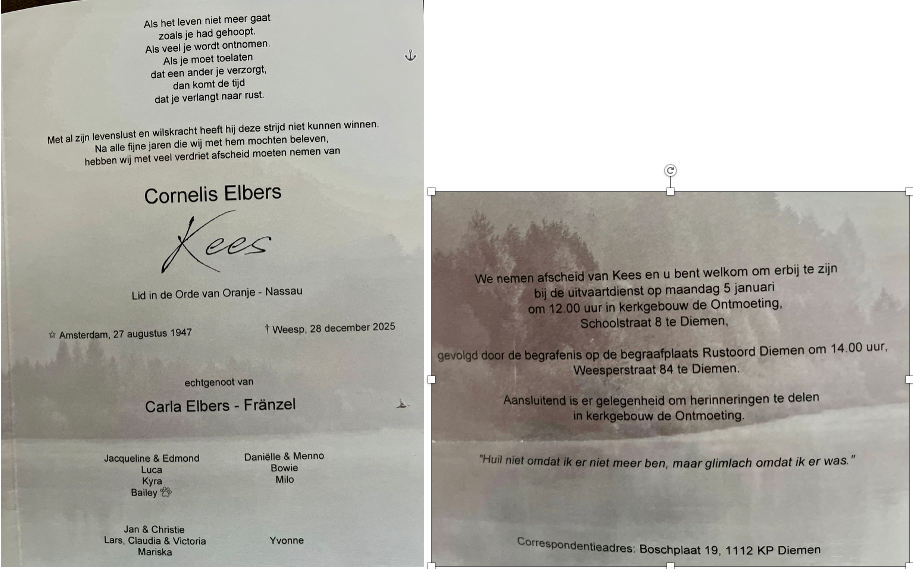 Als het leven niet meer gaat
zoals je had gehoopt.
Als veel je wordt ontnomen.
Als je moet toelaten
dat een ander je verzorgt,
dan komt de tijd
dat je verlangt naar rust.
Met al zijn levenslust en wilskracht heeft hij deze strijd niet kunnen winnen.
Na alle fijne jaren die wij met hem mochten beleven,
hebben wij met veel verdriet afscheid moeten nemen van
Cornelis Elbers
Kees
Lid in de Orde van Oranje - Nassau
☆ Amsterdam, 27 augustus 1947
† Weesp, 28 december 2025
echtgenoot van
Carla Elbers - Fränzel
Jacqueline & Edmond
Luca
Kyra
Bailey 🐾
Daniëlle & Menno
Bowie
Milo
Jan & Christie
Lars, Claudia & Victoria
Mariska
Yvonne
We nemen afscheid van Kees en u bent welkom om erbij te zijn
bij de uitvaartdienst op maandag 5 januari
om 12.00 uur in kerkgebouw de Ontmoeting,
Schoolstraat 8 te Diemen,
gevolgd door de begrafenis op de begraafplaats Rustoord Diemen om 14.00 uur,
Weesperstraat 84 te Diemen.
Aansluitend is er gelegenheid om herinneringen te delen
in kerkgebouw de Ontmoeting.
"Huil niet omdat ik er niet meer ben, maar glimlach omdat ik er was."
Correspondentieadres: Boschplaat 19, 1112 KP Diemen